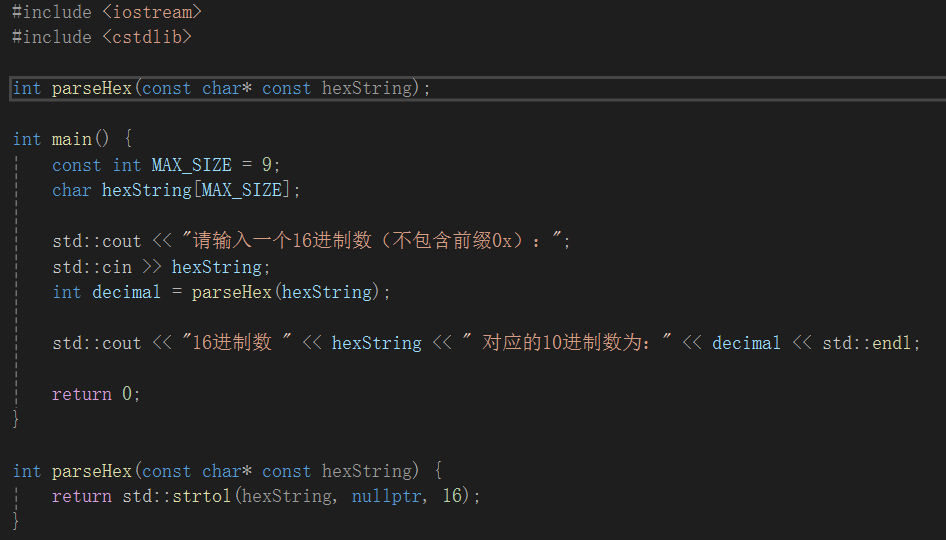 #include <iostream>
#include <cstdlib>
int parseHex(const char* const hexString);
int main() {
const int MAX_SIZE = 9;
char hexString[MAX_SIZE];
std::cout << "请输入一个16进制数（不包含前缀0x）：";
std::cin >> hexString;
int decimal = parseHex(hexString);
std::cout << "16进制数 " << hexString << " 对应的10进制数为：" << decimal << std::endl;
return 0;
}
int parseHex(const char* const hexString) {
return std::strtol(hexString, nullptr, 16);
}